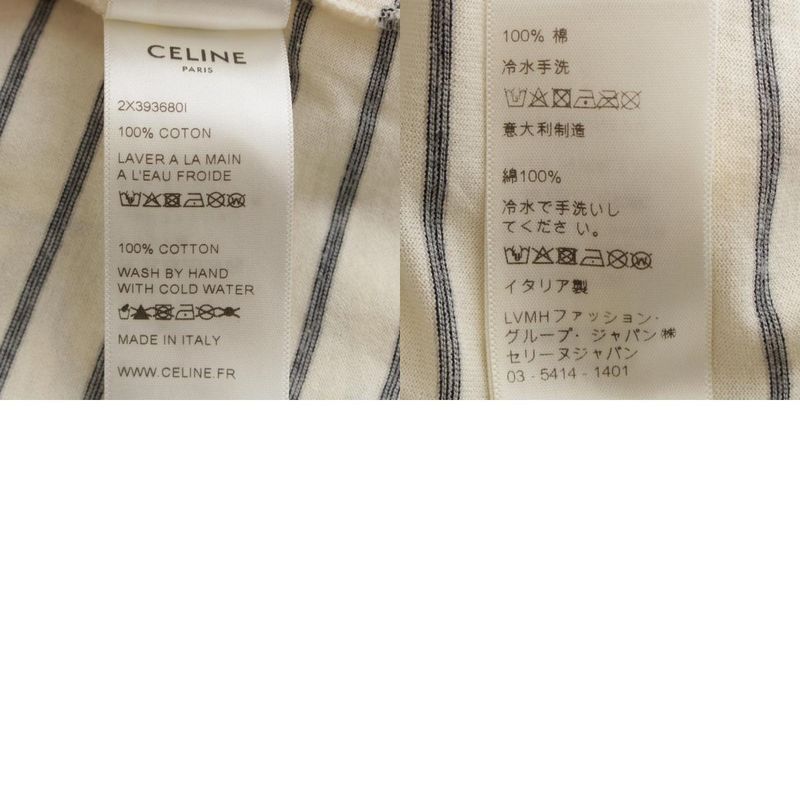 CELINE
PARIS
2X393680I
100% COTON
LAVER A LA MAIN
A L'EAU FROIDE
100% COTTON
WASH BY HAND
WITH COLD WATER
MADE IN ITALY
WWW.CELINE.FR
100% 棉
冷水手洗
意大利制造
綿100%
冷水で手洗いし
てくださ い。
イタリア製
LVMHファッション・
グループ・ジャパン㈱
セリーヌジャパン
03 - 5414 - 1401